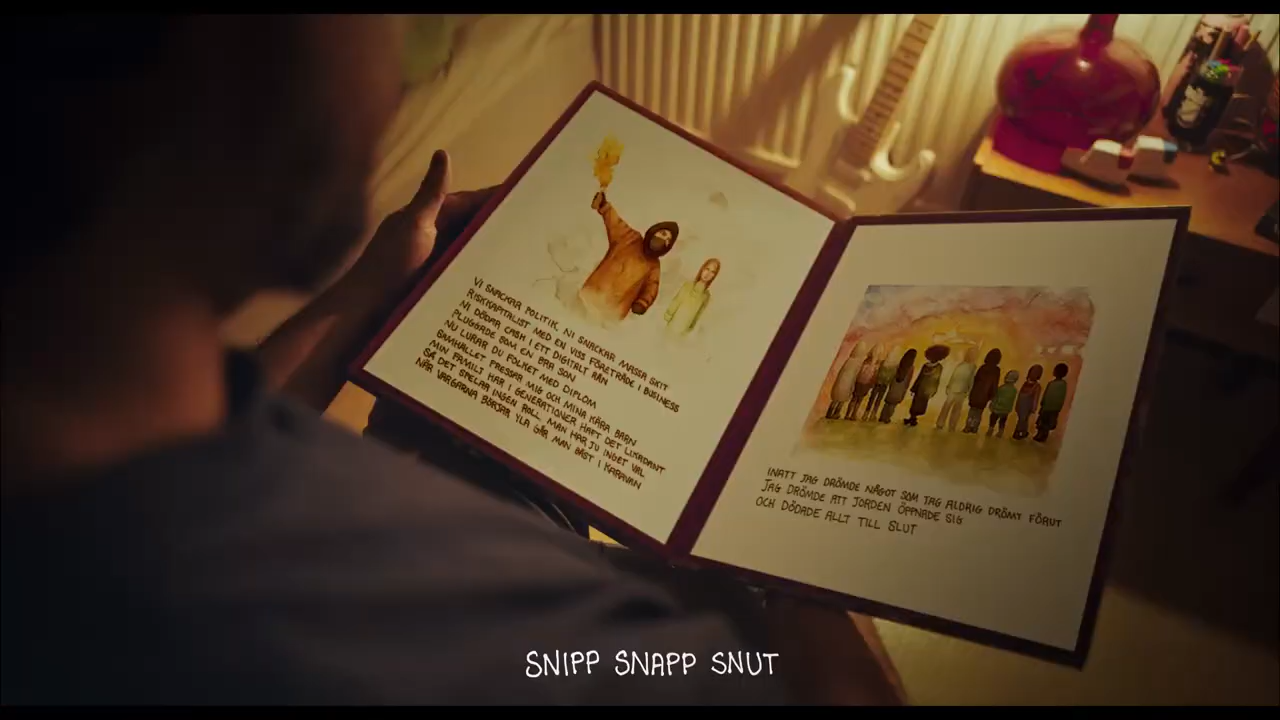 VI SNACKAR POLITIK, NI SNACKAR MASSA SKIT
RISKKAPITALIST MED EN VISS FÖRETRÄDE I BUSINESS
NI DÖDAR CASH I ETT DIGITALT RÅN
PLUGGADE SOM EN BRA SON
NU LURAR DU FOLKET MED DIPLOM
SAMHÄLLET PRESSAR MIG OCH MINA KÄRA BARN
MIN FAMILJ HAR I GENERATIONER HAFT DET LIKADANT
SÅ DET SPELAR INGEN ROLL, MAN HAR JU INGET VAL
NÄR VARGARNA BÖRJAR YLA GÅR MAN BÄST I KARAVAN
INATT JAG DRÖMDE NÅGOT SOM JAG ALDRIG DRÖMT FÖRUT
JAG DRÖMDE ATT JORDEN ÖPPNADE SIG
OCH DÖDADE ALLT TILL SLUT
SNIPP SNAPP SNUT